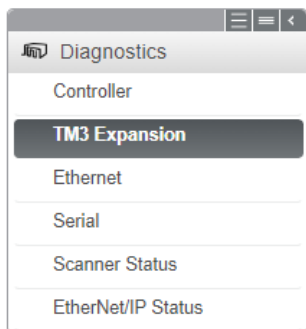 Diagnostics
Controller
TM3 Expansion
Ethernet
Serial
Scanner Status
EtherNet/IP Status